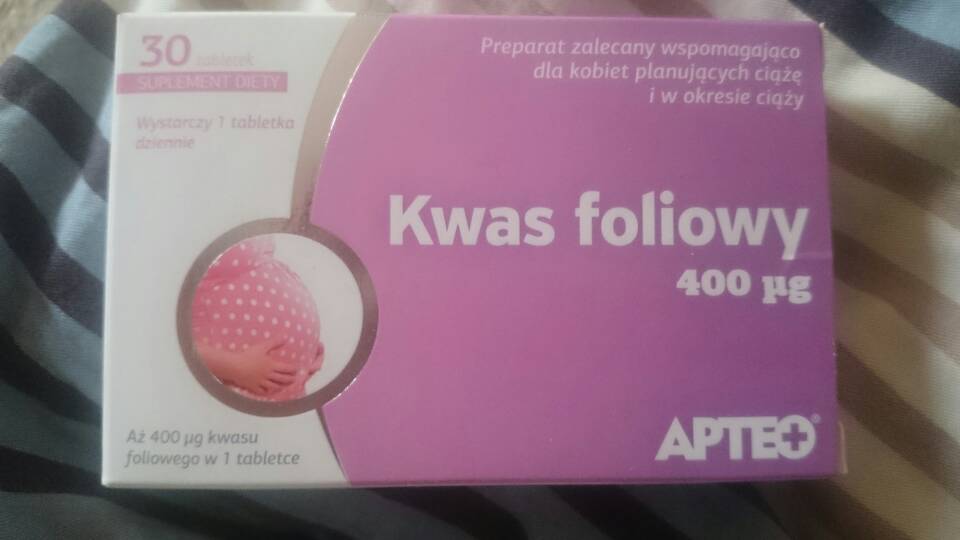 30 tabletek
SUPLEMENT DIETY
Wystarczy 1 tabletka
dziennie
Preparat zalecany wspomagająco
dla kobiet planujących ciążę
i w okresie ciąży
Kwas foliowy
400 µg
Aż 400 µg kwasu
foliowego w 1 tabletce
APTEO®